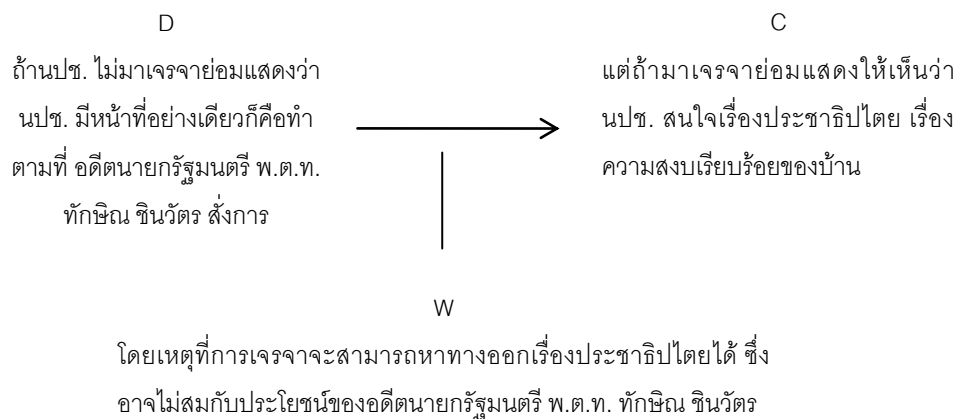 D
ถ้านปช. ไม่มาเจรจาย่อมแสดงว่า
นปช. มีหน้าที่อย่างเดียวก็คือทำ
ตามที่ อดีตนายกรัฐมนตรี พ.ต.ท.
ทักษิณ ชินวัตร สั่งการ
C
แต่ถ้ามาเจรจาย่อมแสดงให้เห็นว่า
นปช. สนใจเรื่องประชาธิปไตย เรื่อง
ความสงบเรียบร้อยของบ้าน
W
โดยเหตุที่การเจรจาจะสามารถหาทางออกเรื่องประชาธิปไตยได้ ซึ่ง
อาจไม่สมกับประโยชน์ของอดีตนายกรัฐมนตรี พ.ต.ท. ทักษิณ ชินวัตร